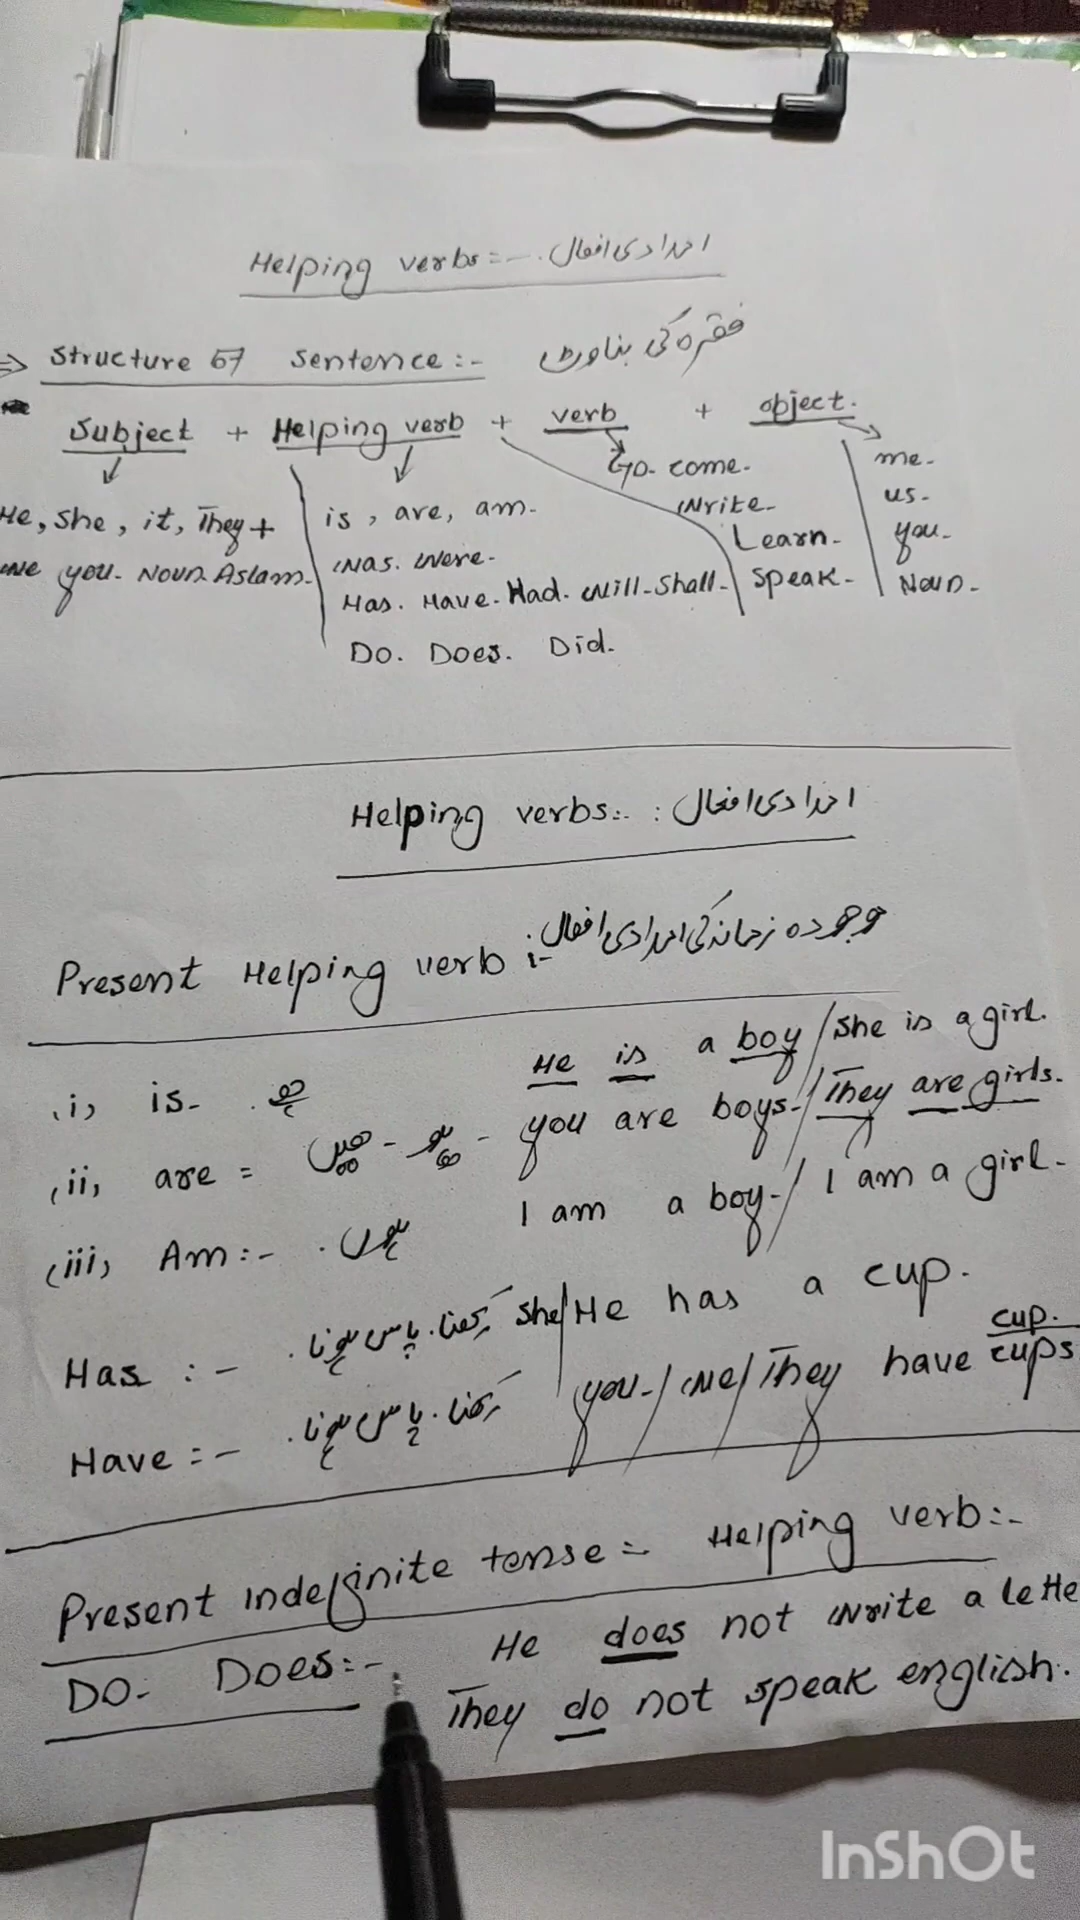 Helping verbs:- امدادی افعال
⇒ Structure of Sentence:- فقرہ کی بناوٹ
Subject + Helping verb + verb + object.
He, She, it, They + is, are, am. Go. come. me.
we you. Noun. Aslam. Was. Were. Write. us.
Has. Have. Had. Will. Shall. Learn. you.
Do. Does. Did. Speak. Noun.
Helping verbs:- امدادی افعال
Present Helping verb :- موجودہ زمانہ کی امدادی افعال
(i) is- ہے. He is a boy / She is a girl.
(ii) are = ہیں - ہو - you are boys. / They are girls.
(iii) Am:- ہوں. I am a boy. / I am a girl.
Has :- رکھنا. پاس ہونا. She/He has a cup.
Have :- رکھنا. پاس ہونا. you / we / They have cup. cups
Present indefinite tense = Helping verb:-
Do. Does:- He does not write a lette
They do not speak english.
InShOt